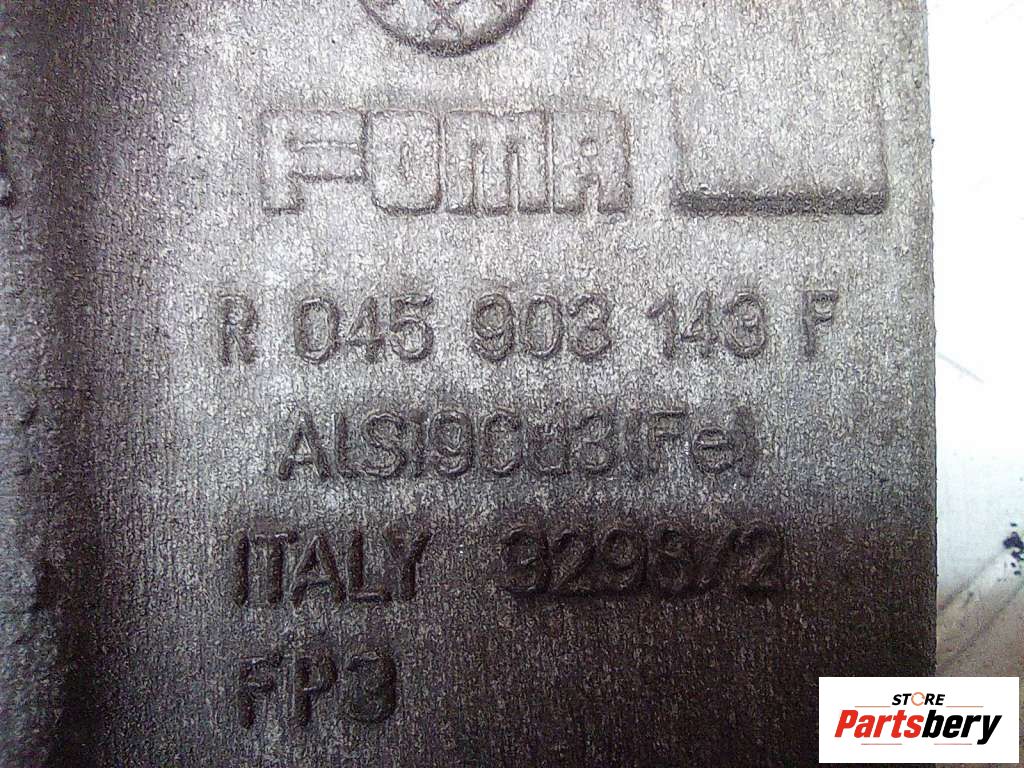 FOMA
R 045 903 143 F
ALSi9Cu3(Fe)
ITALY 3298/2
FP3
STORE
Partsbery